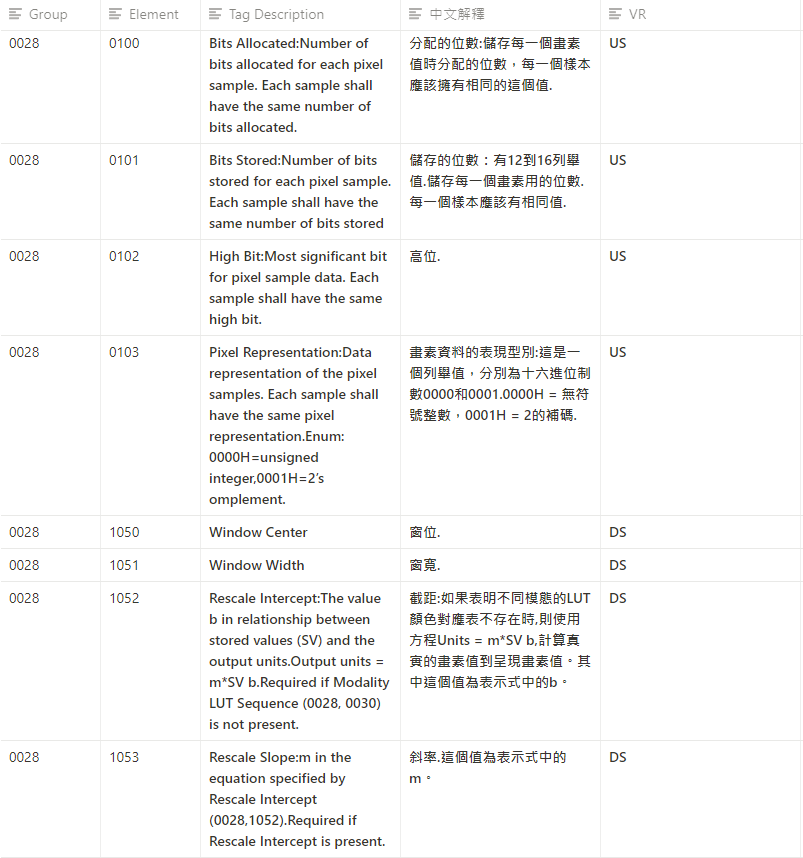 Group Element Tag Description 中文解釋 VR
0028 0100 Bits Allocated:Number of 分配的位數:儲存每一個畫素 US
bits allocated for each pixel 值時分配的位數，每一個樣本
sample. Each sample shall 應該擁有相同的這個值.
have the same number of
bits allocated.
0028 0101 Bits Stored:Number of bits 儲存的位數：有12到16列舉 US
stored for each pixel sample. 值.儲存每一個畫素用的位數.
Each sample shall have the 每一個樣本應該有相同值.
same number of bits stored
0028 0102 High Bit:Most significant bit 高位. US
for pixel sample data. Each
sample shall have the same
high bit.
0028 0103 Pixel Representation:Data 畫素資料的表現型別:這是一 US
representation of the pixel 個列舉值，分別為十六進位制
samples. Each sample shall 數0000和0001.0000H = 無符
have the same pixel 號整數，0001H = 2的補碼.
representation.Enum:
0000H=unsigned
integer,0001H=2’s
omplement.
0028 1050 Window Center 窗位. DS
0028 1051 Window Width 窗寬. DS
0028 1052 Rescale Intercept:The value 截距:如果表明不同模態的LUT DS
b in relationship between 顏色對應表不存在時,則使用
stored values (SV) and the 方程Units = m*SV b,計算真
output units.Output units = 實的畫素值到呈現畫素值。其
m*SV b.Required if Modality 中這個值為表示式中的b。
LUT Sequence (0028, 0030)
is not present.
0028 1053 Rescale Slope:m in the 斜率.這個值為表示式中的 DS
equation specified by m。
Rescale Intercept
(0028,1052).Required if
Rescale Intercept is present.